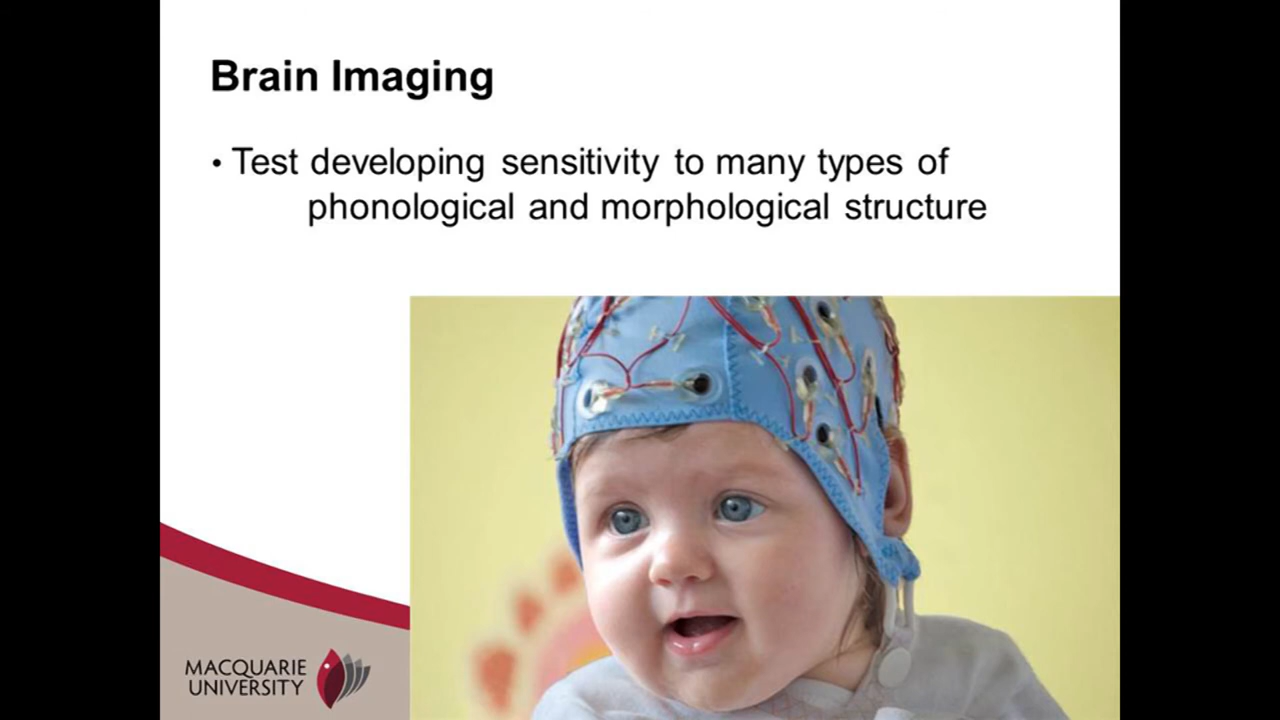 Brain Imaging
• Test developing sensitivity to many types of
phonological and morphological structure
MACQUARIE
UNIVERSITY